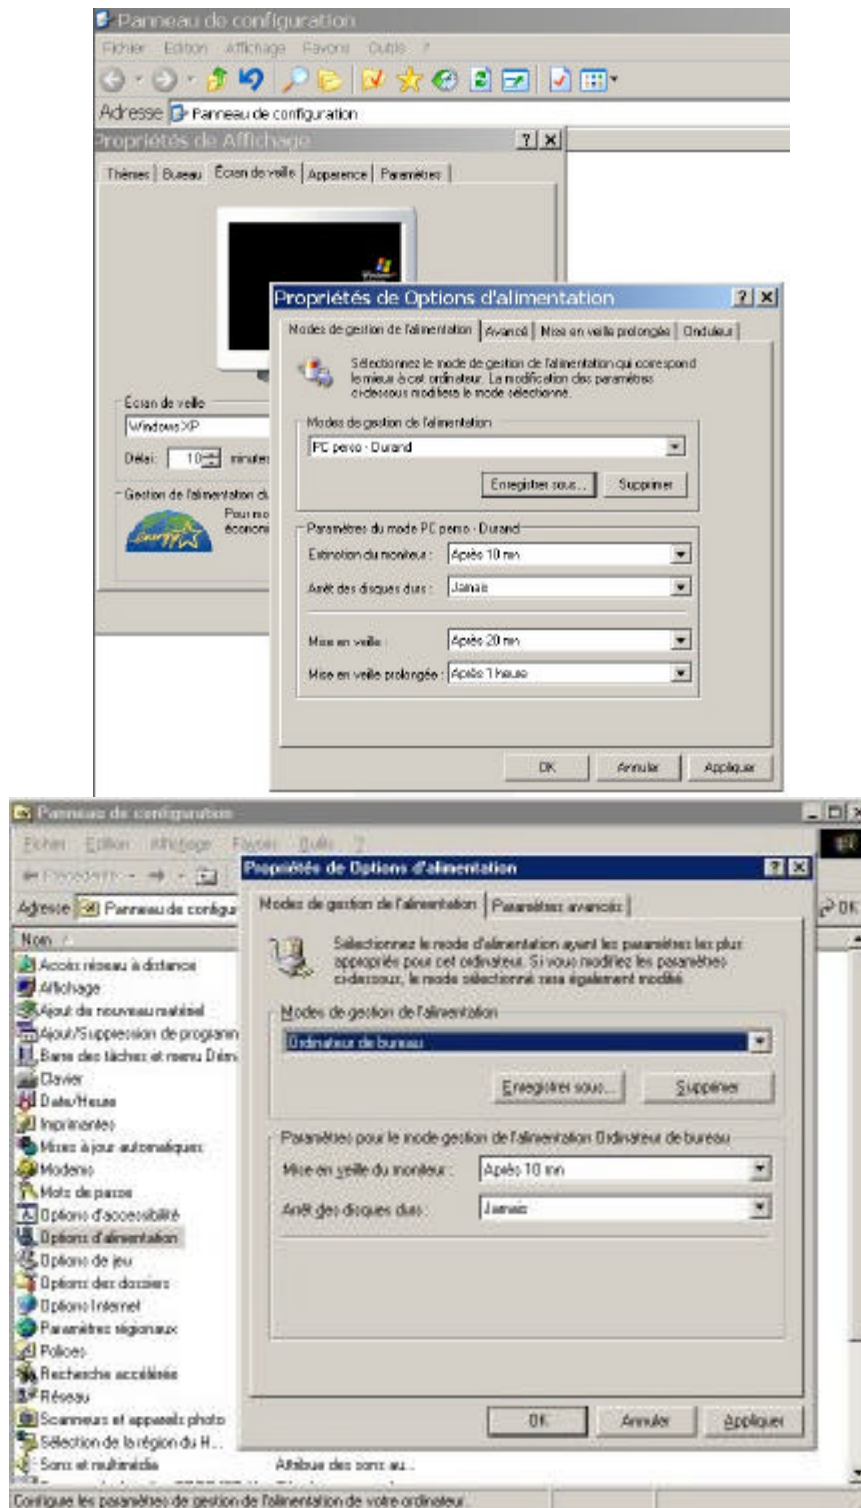 Panneau de configuration
Fichier Edition Affichage Favoris Outils ?
Adresse Panneau de configuration
Propriétés de Affichage
Thèmes Bureau Écran de veille Apparence Paramètres
Propriétés de Options d'alimentation
Modes de gestion de l'alimentation Avancé Mise en veille prolongée Onduleur
Sélectionnez le mode de gestion de l'alimentation qui correspond
le mieux à cet ordinateur. La modification des paramètres
ci-dessous modifiera le mode sélectionné.
Écran de veille
Windows XP
Délai : 10 minutes
Modes de gestion de l'alimentation
PC perso - Durand
Enregistrer sous... Supprimer
Gestion de l'alimentation du
Pour mo
économi
energy
Paramètres du mode PC perso - Durand
Extinction du moniteur : Après 10 mn
Arrêt des disques durs : Jamais
Mise en veille : Après 20 mn
Mise en veille prolongée : Après 1 heure
OK Annuler Appliquer
Panneau de configuration
Fichier Edition Affichage Favoris Outils ?
Précédente
Adresse Panneau de configu
OK
Propriétés de Options d'alimentation
Modes de gestion de l'alimentation Paramètres avancés
Sélectionnez le mode d'alimentation ayant les paramètres les plus
appropriés pour cet ordinateur. Si vous modifiez les paramètres
ci-dessous, le mode sélectionné sera également modifié.
Modes de gestion de l'alimentation
Ordinateur de bureau
Enregistrer sous... Supprimer
Paramètres pour le mode gestion de l'alimentation Ordinateur de bureau
Mise en veille du moniteur : Après 10 mn
Arrêt des disques durs : Jamais
OK Annuler Appliquer
Nom
Accès réseau à distance
Affichage
Ajout de nouveau matériel
Ajout/Suppression de programm
Barre des tâches et menu Dém
Clavier
Date/Heure
Imprimantes
Mises à jour automatiques
Modems
Mots de passe
Options d'accessibilité
Options d'alimentation
Options de jeu
Options des dossiers
Options Internet
Paramètres régionaux
Polices
Recherche accélérée
Réseau
Scanneurs et appareils photo
Sélection de la région du H...
Sons et multimédia Attribue des sons au...
Configure les paramètres de gestion de l'alimentation de votre ordinateur.